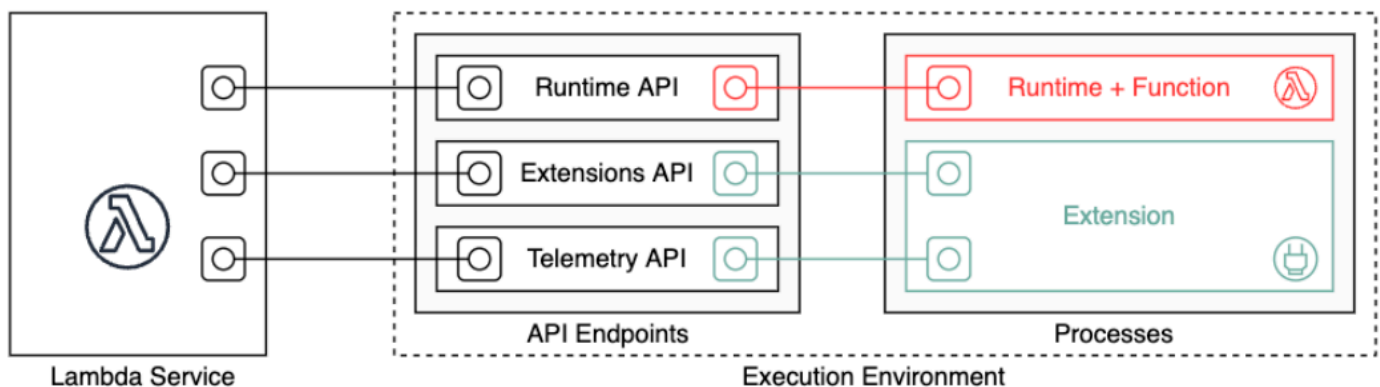 Runtime API
Runtime + Function
Extensions API
Extension
Telemetry API
API Endpoints
Processes
Lambda Service
Execution Environment